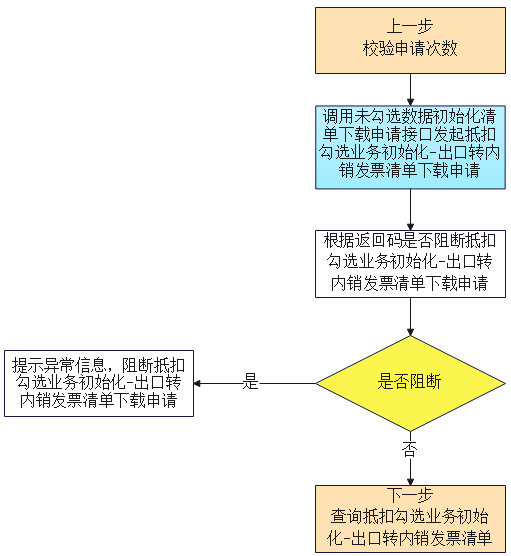 上一步
校验申请次数
调用未勾选数据初始化清
单下载申请接口发起抵扣
勾选业务初始化-出口转内
销发票清单下载申请
根据返回码是否阻断抵扣
勾选业务初始化-出口转
内销发票清单下载申请
是否阻断
是
提示异常信息，阻断抵扣
勾选业务初始化-出口转
内销发票清单下载申请
否
下一步
查询抵扣勾选业务初始
化-出口转内销发票清单